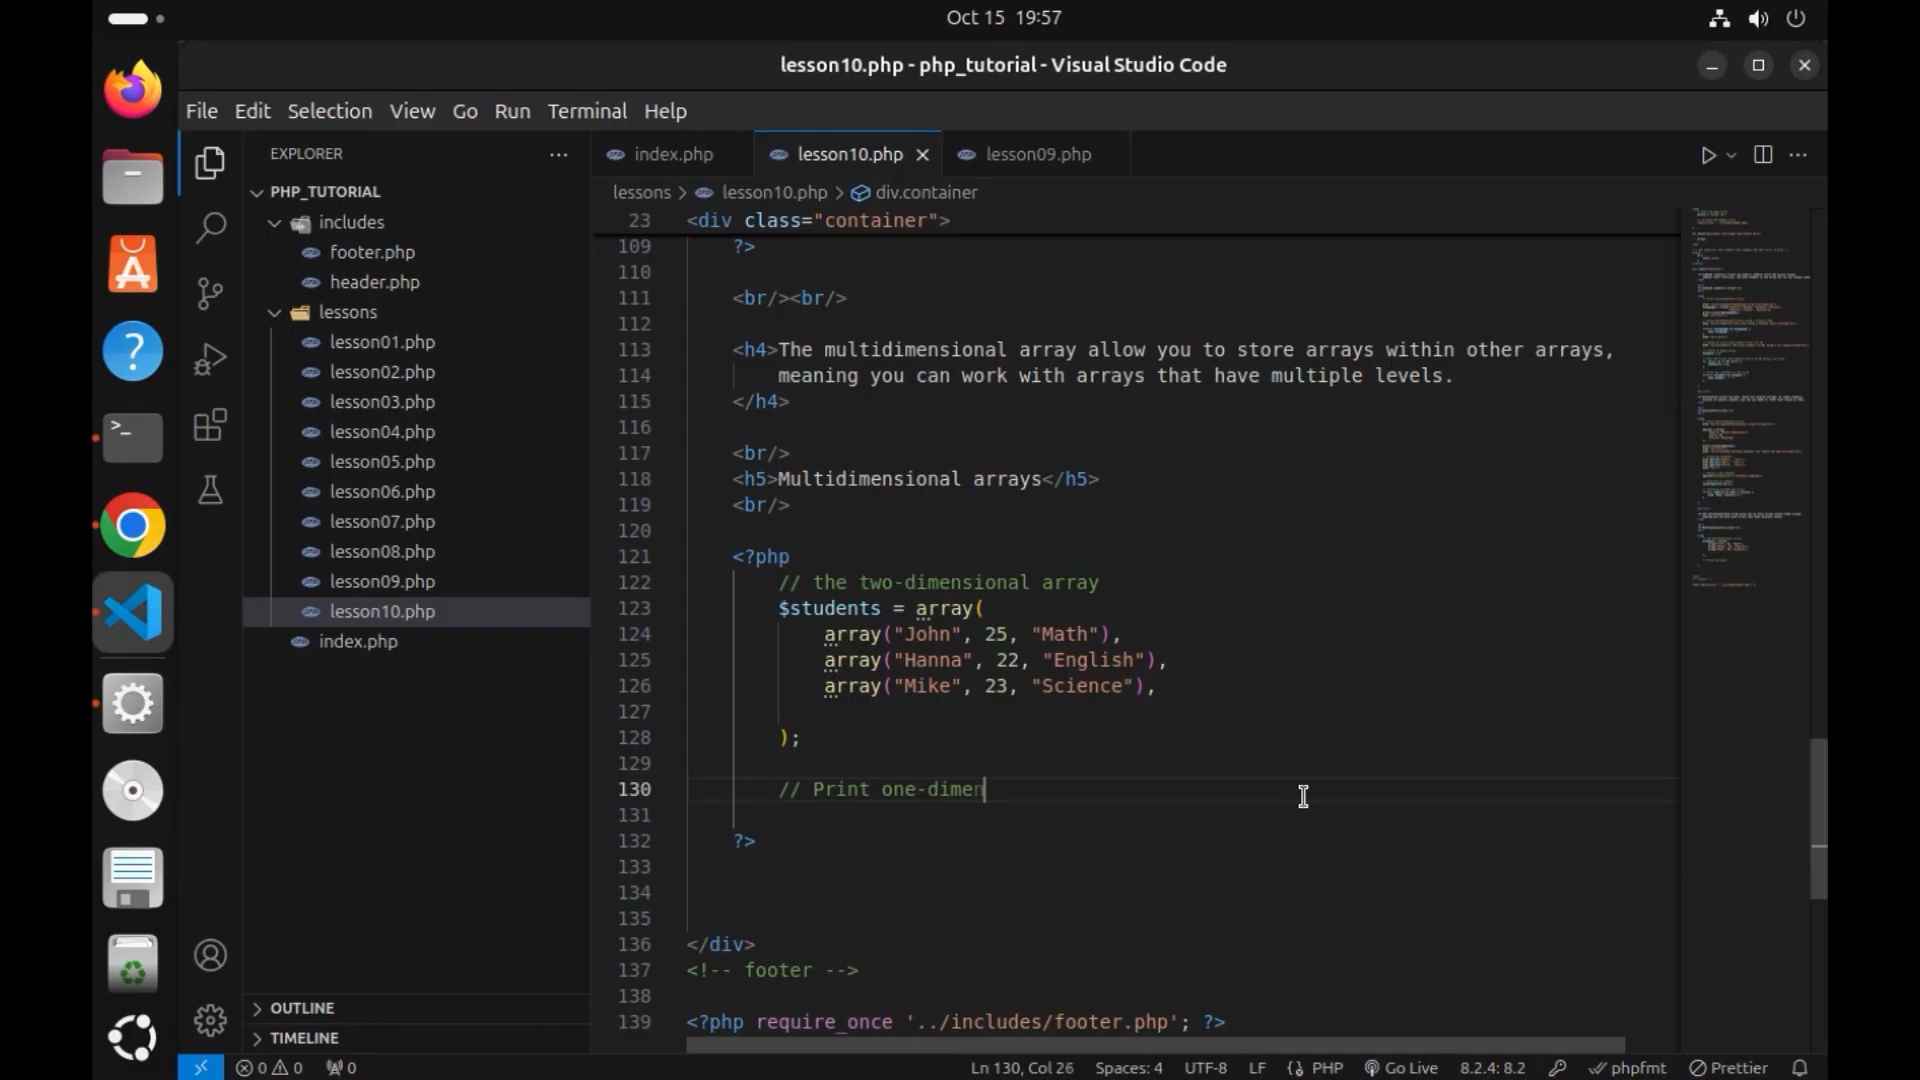 Oct 15 19:57
lesson10.php - php_tutorial - Visual Studio Code
File Edit Selection View Go Run Terminal Help
EXPLORER
PHP_TUTORIAL
includes
footer.php
header.php
lessons
lesson01.php
lesson02.php
lesson03.php
lesson04.php
lesson05.php
lesson06.php
lesson07.php
lesson08.php
lesson09.php
lesson10.php
index.php
OUTLINE
TIMELINE
index.php lesson10.php lesson09.php
lessons > lesson10.php > div.container
23 <div class="container">
109 ?>
110
111 <br/><br/>
112
113 <h4>The multidimensional array allow you to store arrays within other arrays,
114 meaning you can work with arrays that have multiple levels.
115 </h4>
116
117 <br/>
118 <h5>Multidimensional arrays</h5>
119 <br/>
120
121 <?php
122 // the two-dimensional array
123 $students = array(
124 array("John", 25, "Math"),
125 array("Hanna", 22, "English"),
126 array("Mike", 23, "Science"),
127
128 );
129
130 // Print one-dimen
131
132 ?>
133
134
135
136 </div>
137 <!-- footer -->
138
139 <?php require_once '../includes/footer.php'; ?>
0 0 0 Ln 130, Col 26 Spaces: 4 UTF-8 LF {} PHP Go Live 8.2.4: 8.2 phpfmt Prettier